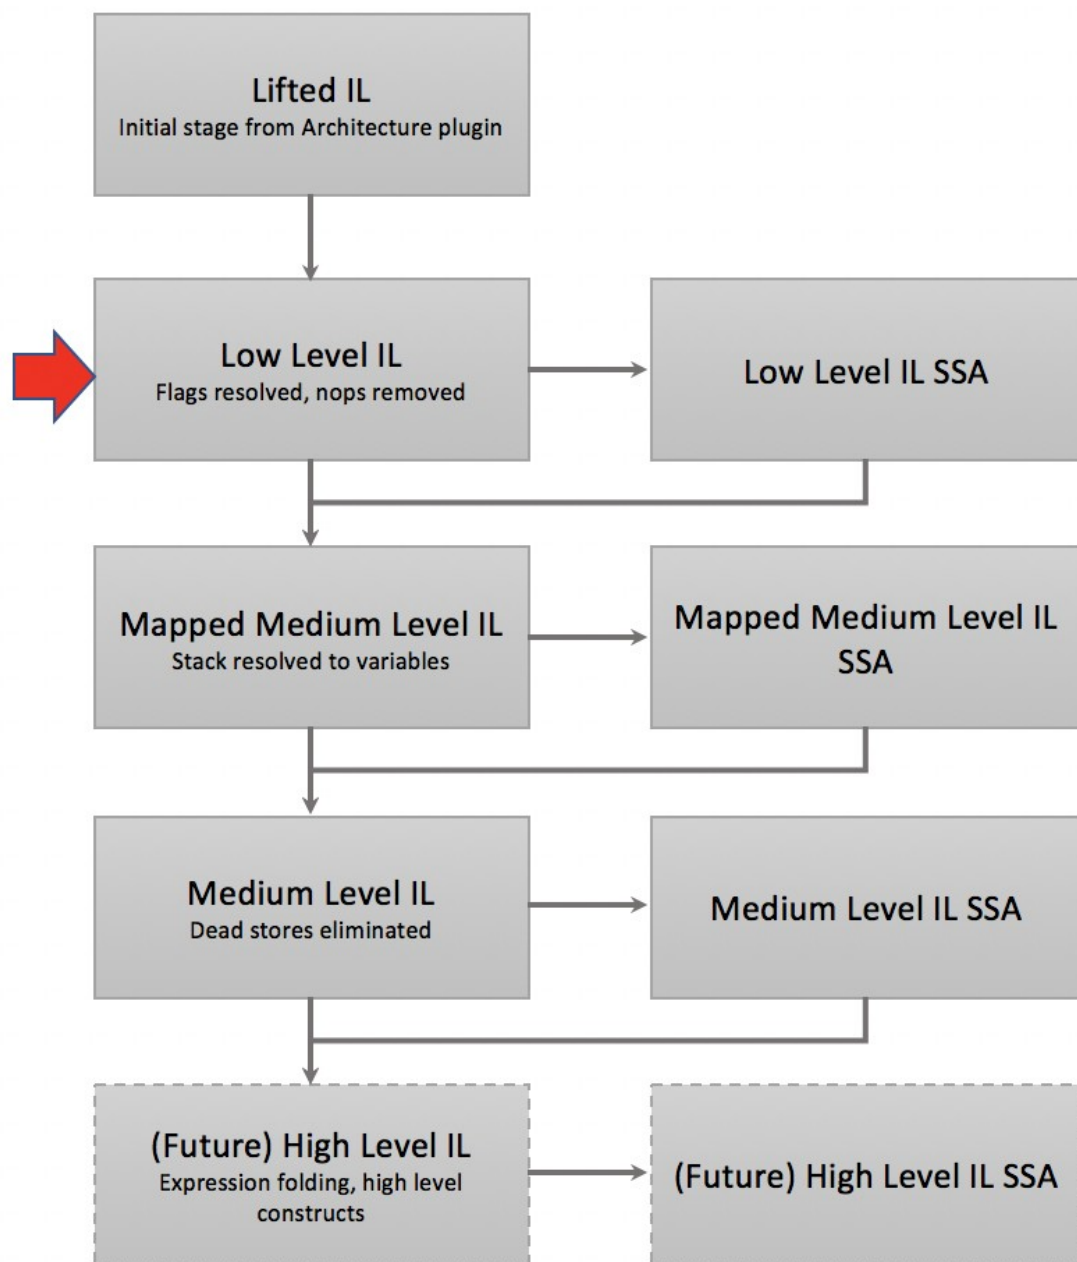 Lifted IL
Initial stage from Architecture plugin
Low Level IL
Flags resolved, nops removed
Low Level IL SSA
Mapped Medium Level IL
Stack resolved to variables
Mapped Medium Level IL
SSA
Medium Level IL
Dead stores eliminated
Medium Level IL SSA
(Future) High Level IL
Expression folding, high level
constructs
(Future) High Level IL SSA